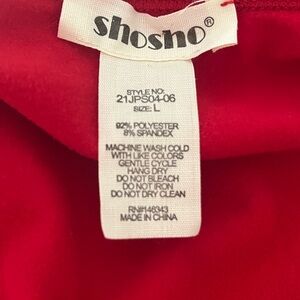 shosho®
STYLE NO:
21JPS04-06
SIZE: L
92% POLYESTER
8% SPANDEX
MACHINE WASH COLD
WITH LIKE COLORS
GENTLE CYCLE
HANG DRY
DO NOT BLEACH
DO NOT IRON
DO NOT DRY CLEAN
RN#146343
MADE IN CHINA